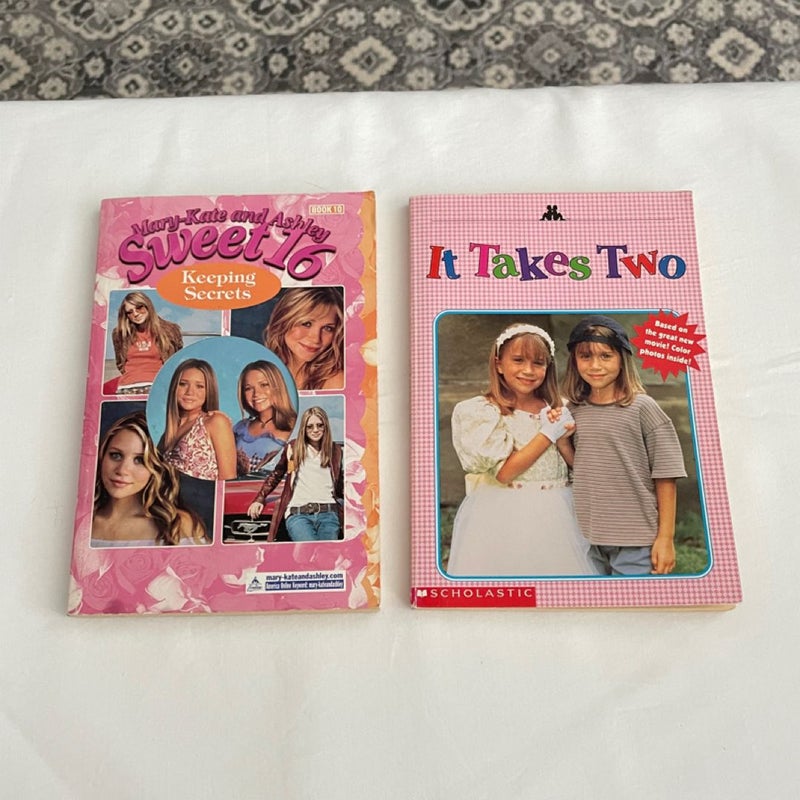 Mary-Kate and Ashley
BOOK 10
Sweet 16
Keeping
Secrets
mary-kateandashley.com
America Online Keyword: mary-kateandashley
It Takes Two
Based on
the great new
movie! Color
photos inside!
SCHOLASTIC